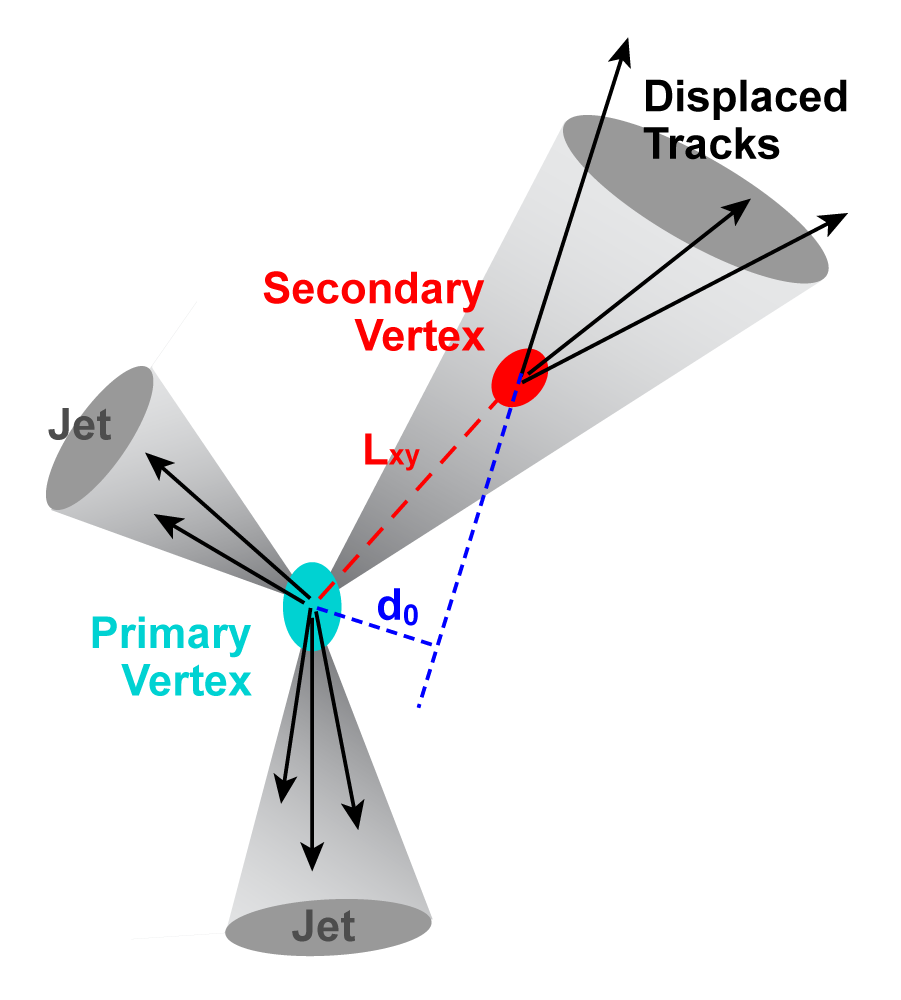 Displaced
Tracks
Secondary
Vertex
Jet
Lxy
d0
Primary
Vertex
Jet